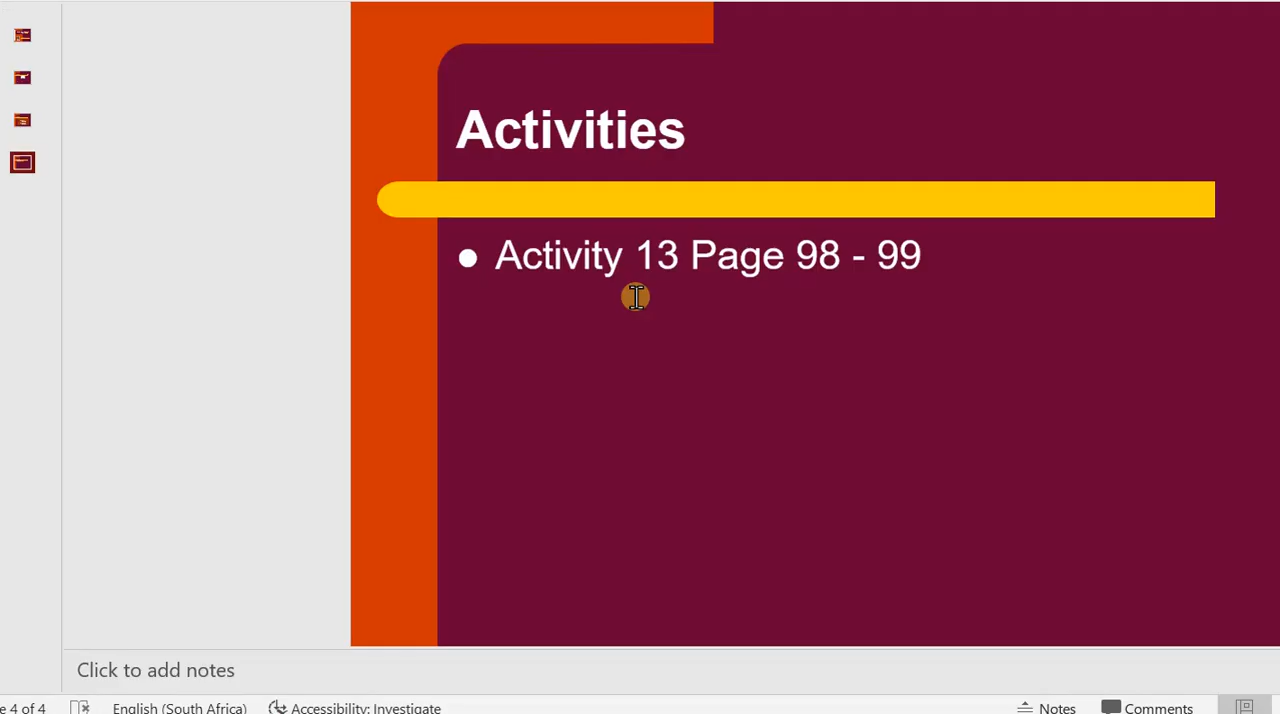 Activities
Activity 13 Page 98 - 99
Click to add notes
e 4 of 4 English (South Africa) Accessibility: Investigate Notes Comments